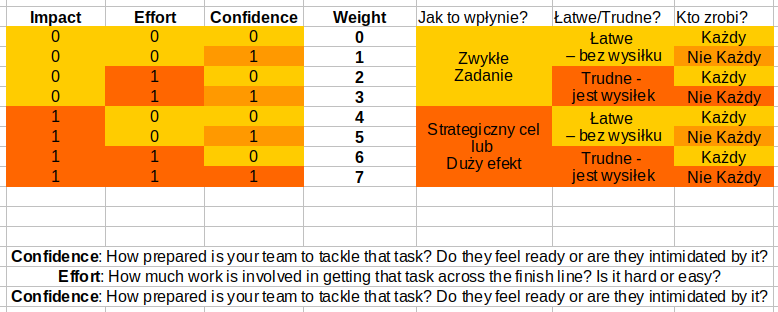 Impact Effort Confidence Weight Jak to wpłynie? Łatwe/Trudne? Kto zrobi?
0 0 0 0 Zwykłe Zadanie Łatwe – bez wysiłku Każdy
0 0 1 1 Nie Każdy
0 1 0 2 Trudne - jest wysiłek Każdy
0 1 1 3 Nie Każdy
1 0 0 4 Strategiczny cel lub Duży efekt Łatwe – bez wysiłku Każdy
1 0 1 5 Nie Każdy
1 1 0 6 Trudne - jest wysiłek Każdy
1 1 1 7 Nie Każdy
Confidence: How prepared is your team to tackle that task? Do they feel ready or are they intimidated by it?
Effort: How much work is involved in getting that task across the finish line? Is it hard or easy?
Confidence: How prepared is your team to tackle that task? Do they feel ready or are they intimidated by it?